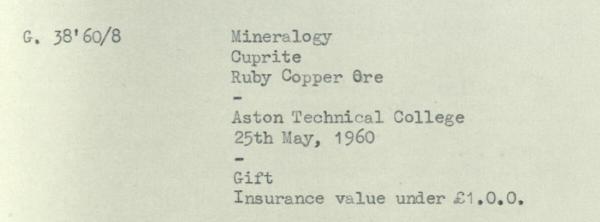 G. 38'60/8 Mineralogy
Cuprite
Ruby Copper Ore
-
Aston Technical College
25th May, 1960
-
Gift
Insurance value under £1.0.0.